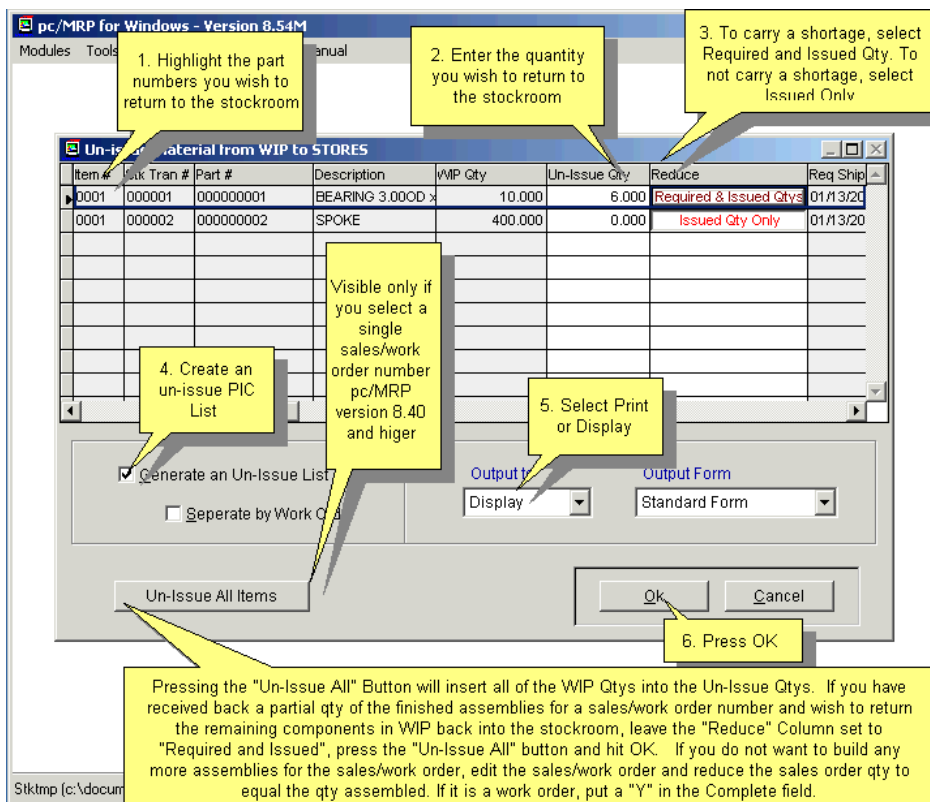 pc/MRP for Windows - Version 8.54M
Modules Tools anual
1. Highlight the part
numbers you wish to
return to the stockroom
2. Enter the quantity
you wish to return to
the stockroom
3. To carry a shortage, select
Required and Issued Qty. To
not carry a shortage, select
Issued Only
Un-is aterial from WIP to STORES
Item # Stk Tran # Part # Description WIP Qty Un-Issue Qty Reduce Req Ship
0001 000001 000000001 BEARING 3.00OD x 10.000 6.000 Required & Issued Qtys 01/13/20
0001 000002 000000002 SPOKE 400.000 0.000 Issued Qty Only 01/13/20
Visible only if
you select a
single
sales/work
order number
pc/MRP
version 8.40
and higer
4. Create an
un-issue PIC
List
5. Select Print
or Display
Generate an Un-Issue List
Seperate by Work Ord
Output to Output Form
Display Standard Form
Un-Issue All Items
Ok Cancel
6. Press OK
Pressing the "Un-Issue All" Button will insert all of the WIP Qtys into the Un-Issue Qtys. If you have
received back a partial qty of the finished assemblies for a sales/work order number and wish to return
the remaining components in WIP back into the stockroom, leave the "Reduce" Column set to
"Required and Issued", press the "Un-Issue All" button and hit OK. If you do not want to build any
more assemblies for the sales/work order, edit the sales/work order and reduce the sales order qty to
equal the qty assembled. If it is a work order, put a "Y" in the Complete field.
Stktmp (c:\docum